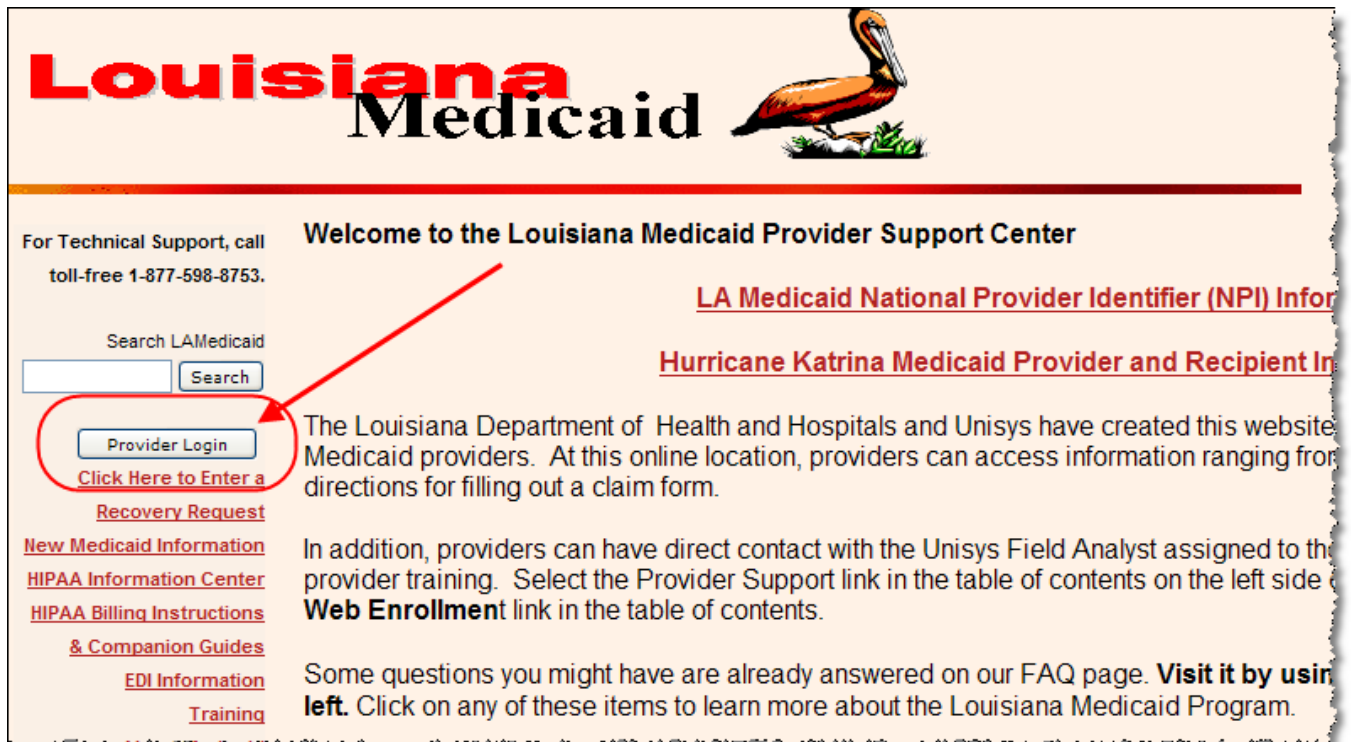 Louisiana
Medicaid
For Technical Support, call
toll-free 1-877-598-8753.
Search LAMedicaid
Search
Provider Login
Click Here to Enter a
Recovery Request
New Medicaid Information
HIPAA Information Center
HIPAA Billing Instructions
& Companion Guides
EDI Information
Training
Welcome to the Louisiana Medicaid Provider Support Center
LA Medicaid National Provider Identifier (NPI) Infor
Hurricane Katrina Medicaid Provider and Recipient In
The Louisiana Department of Health and Hospitals and Unisys have created this website
Medicaid providers. At this online location, providers can access information ranging from
directions for filling out a claim form.
In addition, providers can have direct contact with the Unisys Field Analyst assigned to the
provider training. Select the Provider Support link in the table of contents on the left side
Web Enrollment link in the table of contents.
Some questions you might have are already answered on our FAQ page. Visit it by usin
left. Click on any of these items to learn more about the Louisiana Medicaid Program.